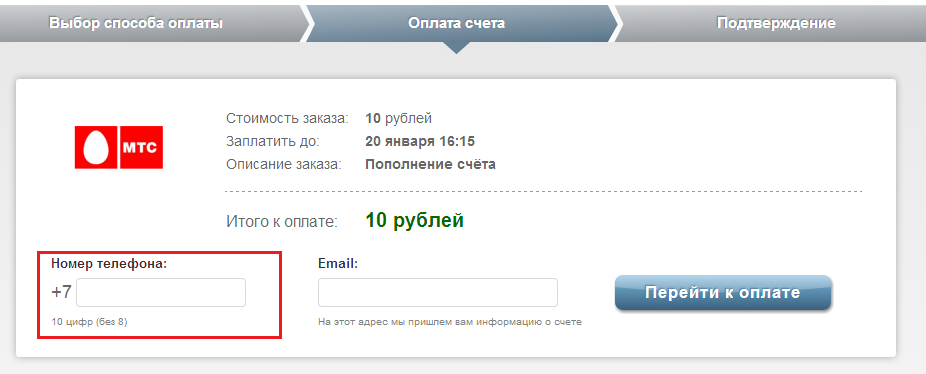 Выбор способа оплаты
Оплата счета
Подтверждение
МТС
Стоимость заказа: 10 рублей
Заплатить до: 20 января 16:15
Описание заказа: Пополнение счёта
Итого к оплате: 10 рублей
Номер телефона:
+7
10 цифр (без 8)
Email:
На этот адрес мы пришлем вам информацию о счете
Перейти к оплате